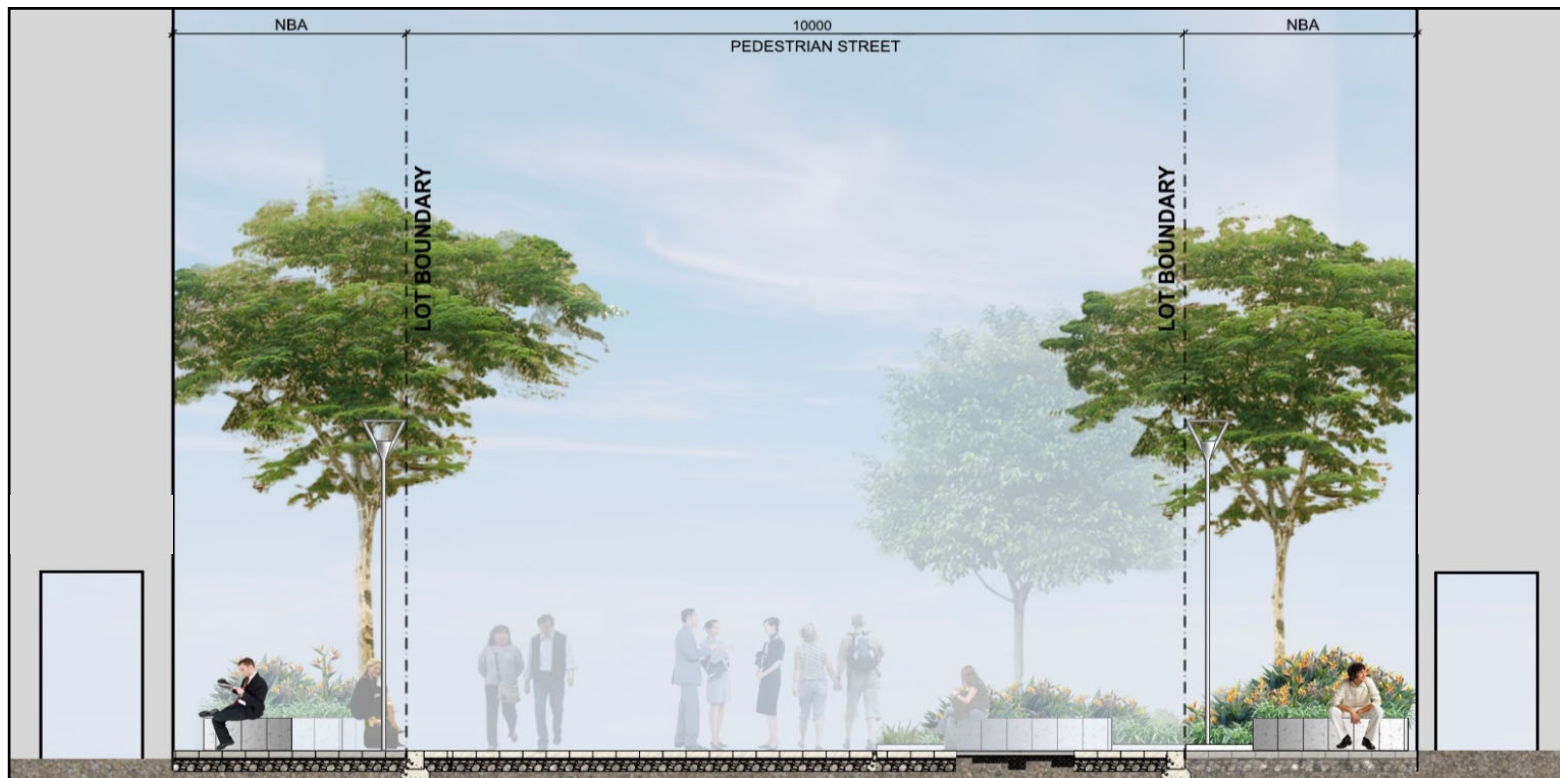 NBA
10000
NBA
PEDESTRIAN STREET
LOT BOUNDARY
LOT BOUNDARY